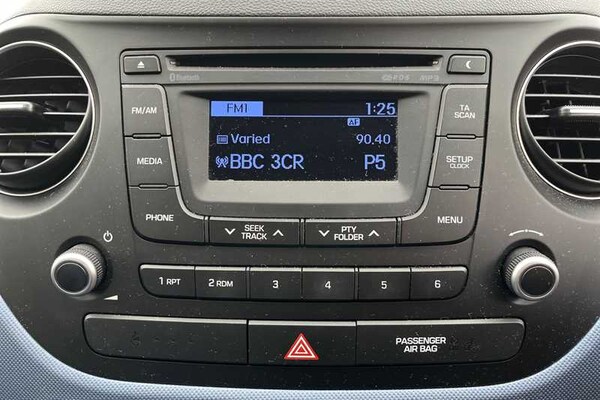 Bluetooth RDS MP3
FM/AM FM1 1:25 TA SCAN
AF
Varied 90.40
MEDIA BBC 3CR P5 SETUP CLOCK
PHONE SEEK TRACK PTY FOLDER MENU
1 RPT 2 RDM 3 4 5 6
PASSENGER
AIR BAG